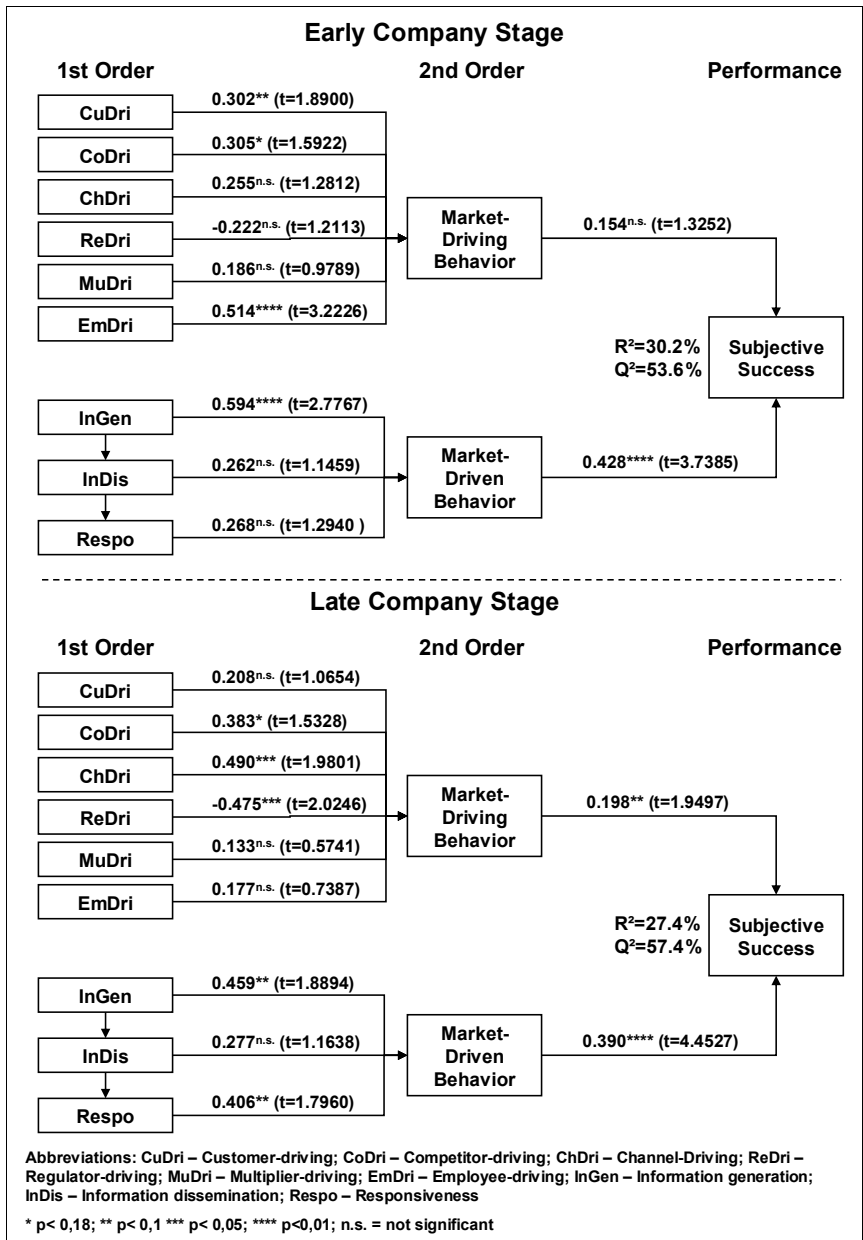 Early Company Stage
1st Order 2nd Order Performance
CuDri
0.302** (t=1.8900)
CoDri
0.305* (t=1.5922)
ChDri
0.255n.s. (t=1.2812)
ReDri
-0.222n.s. (t=1.2113)
MuDri
0.186n.s. (t=0.9789)
EmDri
0.514**** (t=3.2226)
Market-
Driving
Behavior
0.154n.s. (t=1.3252)
R²=30.2%
Q²=53.6%
Subjective
Success
InGen
0.594**** (t=2.7767)
InDis
0.262n.s. (t=1.1459)
Respo
0.268n.s. (t=1.2940 )
Market-
Driven
Behavior
0.428**** (t=3.7385)
Late Company Stage
1st Order 2nd Order Performance
CuDri
0.208n.s. (t=1.0654)
CoDri
0.383* (t=1.5328)
ChDri
0.490*** (t=1.9801)
ReDri
-0.475*** (t=2.0246)
MuDri
0.133n.s. (t=0.5741)
EmDri
0.177n.s. (t=0.7387)
Market-
Driving
Behavior
0.198** (t=1.9497)
R²=27.4%
Q²=57.4%
Subjective
Success
InGen
0.459** (t=1.8894)
InDis
0.277n.s. (t=1.1638)
Respo
0.406** (t=1.7960)
Market-
Driven
Behavior
0.390**** (t=4.4527)
Abbreviations: CuDri – Customer-driving; CoDri – Competitor-driving; ChDri – Channel-Driving; ReDri –
Regulator-driving; MuDri – Multiplier-driving; EmDri – Employee-driving; InGen – Information generation;
InDis – Information dissemination; Respo – Responsiveness
* p< 0,18; ** p< 0,1 *** p< 0,05; **** p<0,01; n.s. = not significant